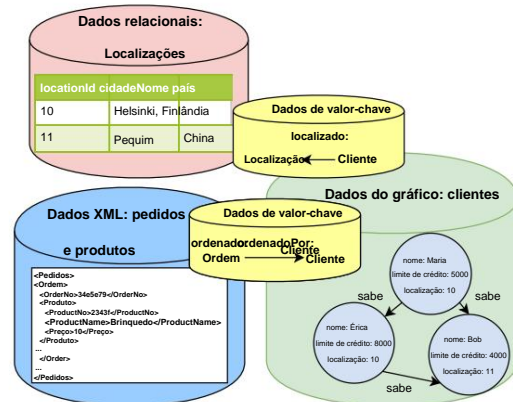 Dados relacionais:
Localizações
locationId cidadeNome país
10 Helsinki, Finlândia
11 Pequim China
Dados de valor-chave
localizado:
Localização Cliente
Dados do gráfico: clientes
Dados XML: pedidos
e produtos
Dados de valor-chave
ordenador ordenadoPor:
Cliente
Ordem Cliente
<Pedidos>
<Ordem>
<OrderNo>34e5e79</OrderNo>
<Produto>
<ProductNo>2343f</ProductNo>
<ProductName>Brinquedo</ProductName>
<Preço>10</Preço>
</Produto>
...
</Order>
...
</Pedidos>
nome: Maria
limite de crédito: 5000
localização: 10
sabe
sabe
nome: Érica
limite de crédito: 8000
localização: 10
nome: Bob
limite de crédito: 4000
localização: 11
sabe